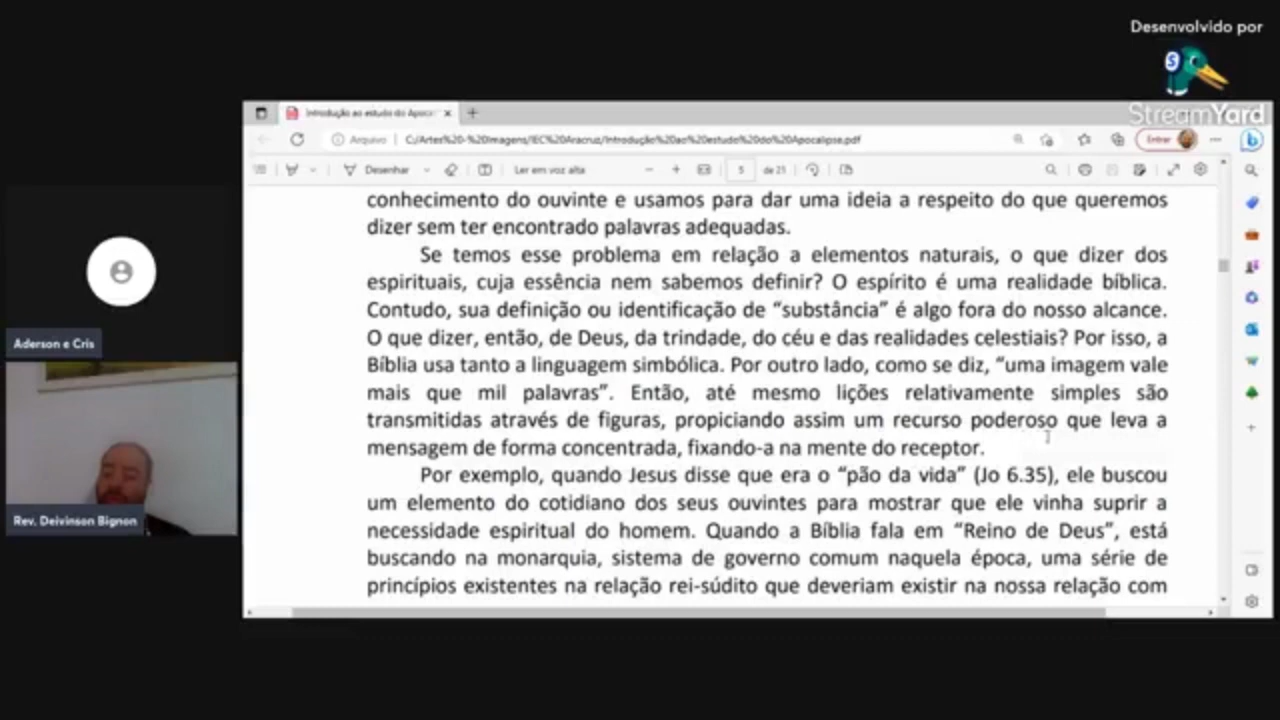 Desenvolvido por
StreamYard
Introdução ao estudo do Apocal
Arquivo
C:/Artes%20-%20Imagens/IEC%20Aracruz/Introdução%20ao%20estudo%20do%20Apocalipse.pdf
Entrar
Desenhar
Ler em voz alta
5
de 21
conhecimento do ouvinte e usamos para dar uma ideia a respeito do que queremos
dizer sem ter encontrado palavras adequadas.
Se temos esse problema em relação a elementos naturais, o que dizer dos
espirituais, cuja essência nem sabemos definir? O espírito é uma realidade bíblica.
Contudo, sua definição ou identificação de “substância” é algo fora do nosso alcance.
O que dizer, então, de Deus, da trindade, do céu e das realidades celestiais? Por isso, a
Bíblia usa tanto a linguagem simbólica. Por outro lado, como se diz, “uma imagem vale
mais que mil palavras”. Então, até mesmo lições relativamente simples são
transmitidas através de figuras, propiciando assim um recurso poderoso que leva a
mensagem de forma concentrada, fixando-a na mente do receptor.
Por exemplo, quando Jesus disse que era o “pão da vida” (Jo 6.35), ele buscou
um elemento do cotidiano dos seus ouvintes para mostrar que ele vinha suprir a
necessidade espiritual do homem. Quando a Bíblia fala em “Reino de Deus”, está
buscando na monarquia, sistema de governo comum naquela época, uma série de
princípios existentes na relação rei-súdito que deveriam existir na nossa relação com
Aderson e Cris
Rev. Deivinson Bignon